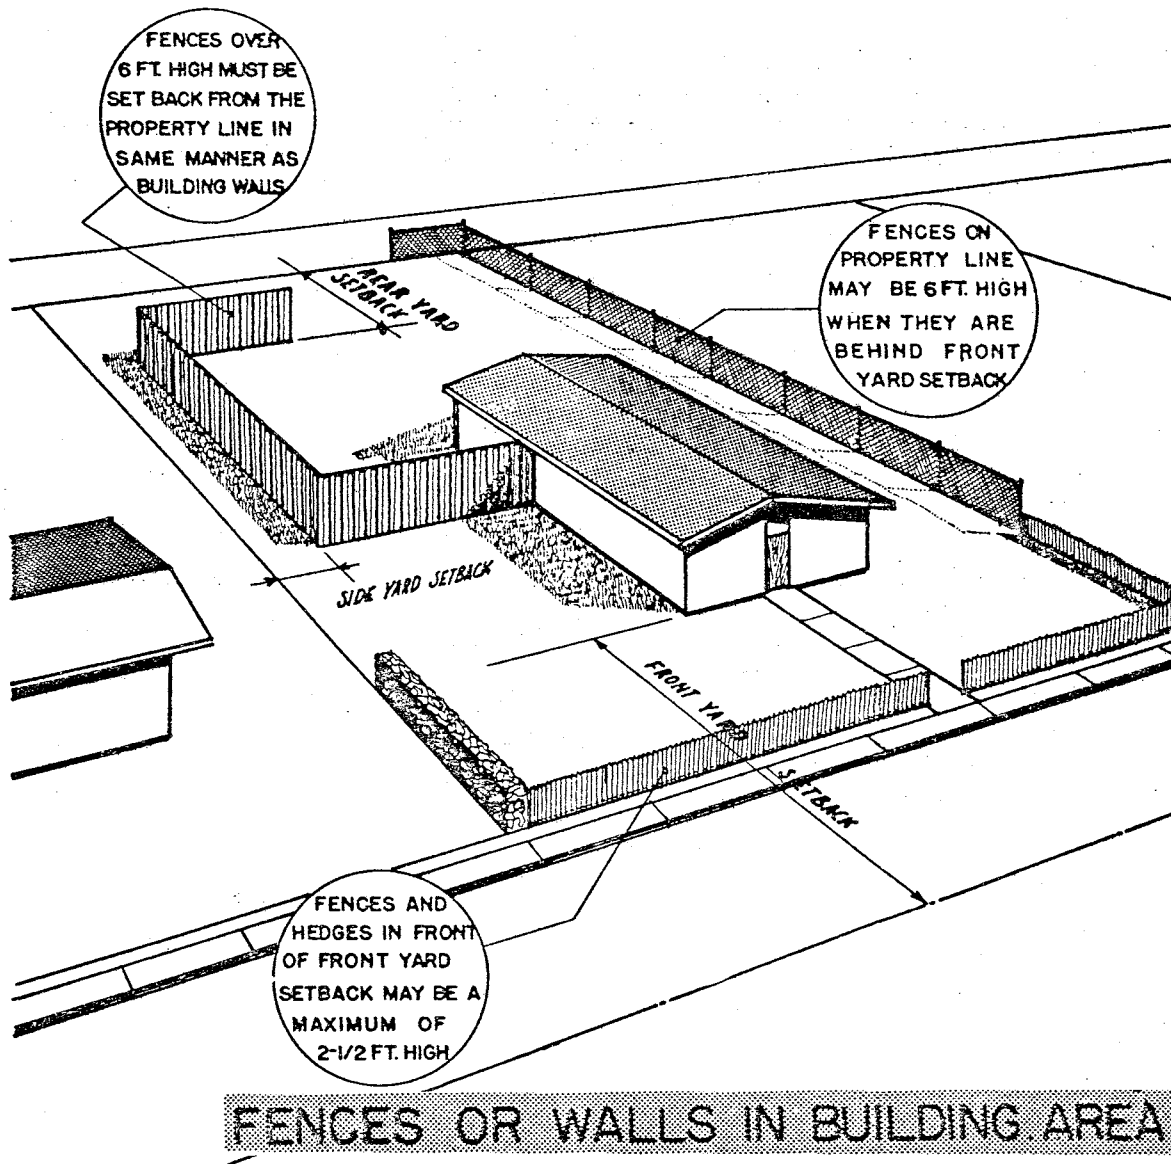 FENCES OVER
6 FT. HIGH MUST BE
SET BACK FROM THE
PROPERTY LINE IN
SAME MANNER AS
BUILDING WALLS
FENCES ON
PROPERTY LINE
MAY BE 6 FT. HIGH
WHEN THEY ARE
BEHIND FRONT
YARD SETBACK
REAR YARD
SETBACK
SIDE YARD SETBACK
FRONT YARD
SETBACK
FENCES AND
HEDGES IN FRONT
OF FRONT YARD
SETBACK MAY BE A
MAXIMUM OF
2-1/2 FT. HIGH
FENCES OR WALLS IN BUILDING AREA